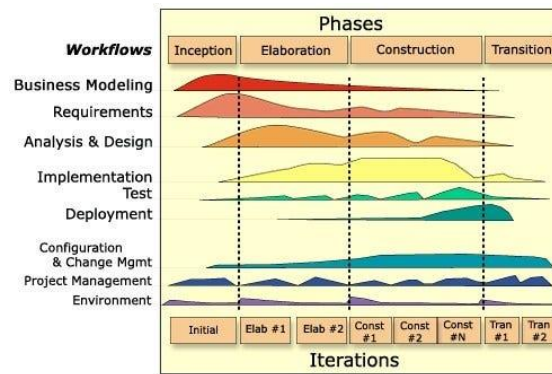 Phases
Workflows
Inception Elaboration Construction Transition
Business Modeling
Requirements
Analysis & Design
Implementation
Test
Deployment
Configuration
& Change Mgmt
Project Management
Environment
Initial Elab #1 Elab #2 Const #1 Const #2 Const #N Tran #1 Tran #2
Iterations